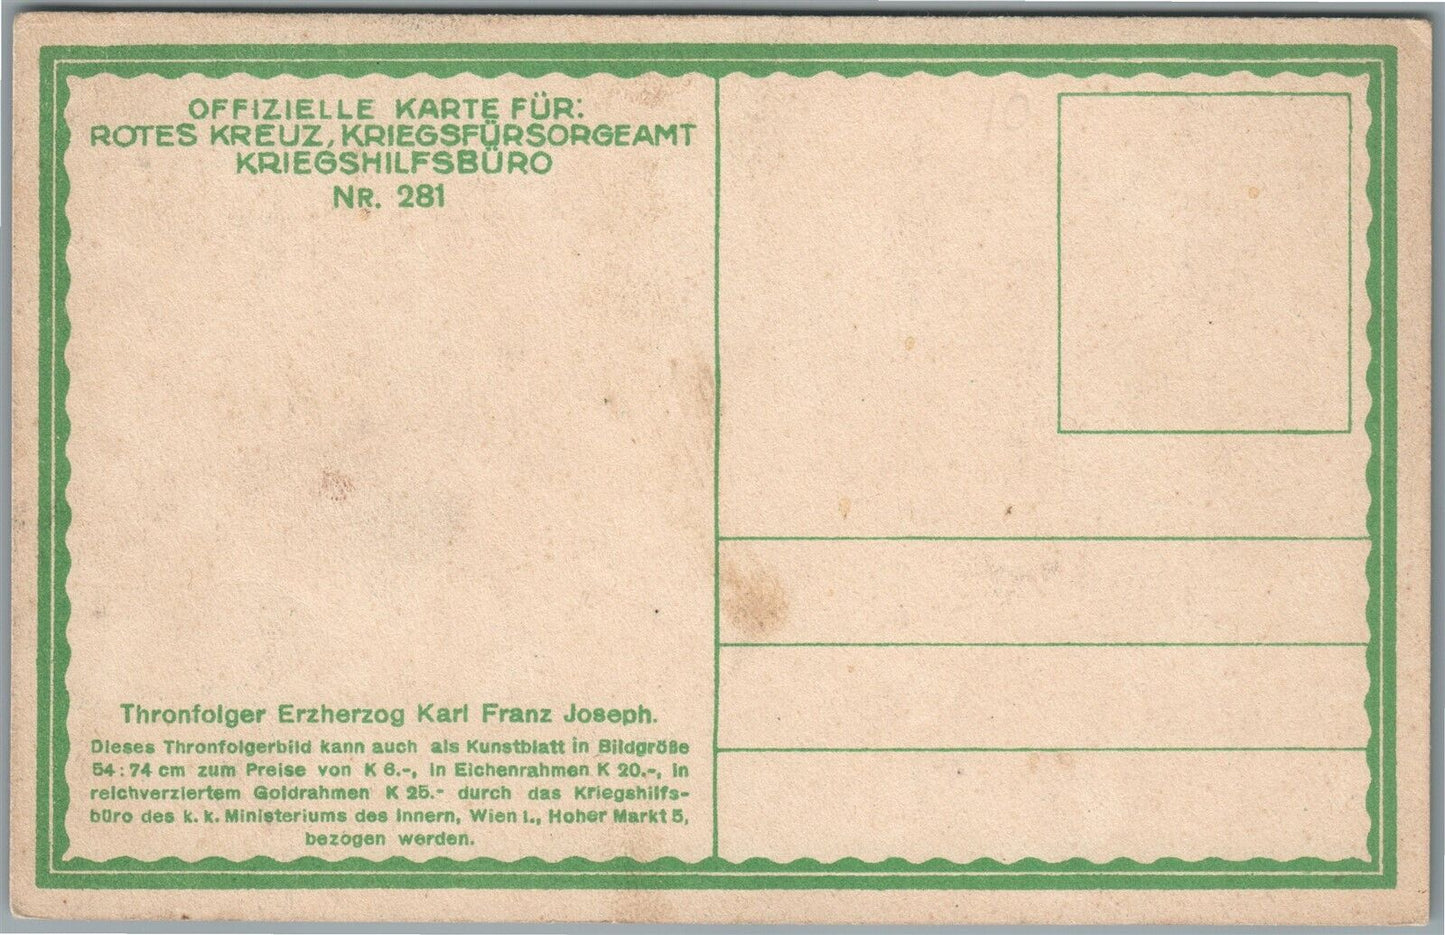 OFFIZIELLE KARTE FÜR:
ROTES KREUZ, KRIEGSFÜRSORGEAMT
KRIEGSHILFSBÜRO
NR. 281
Thronfolger Erzherzog Karl Franz Joseph.
Dieses Thronfolgerbild kann auch als Kunstblatt in Bildgröße
54:74 cm zum Preise von K 6.-, in Eichenrahmen K 20.-, in
reichverziertem Goldrahmen K 25.- durch das Kriegshilfs-
büro des k. k. Ministeriums des Innern, Wien I., Hoher Markt 5,
bezogen werden.